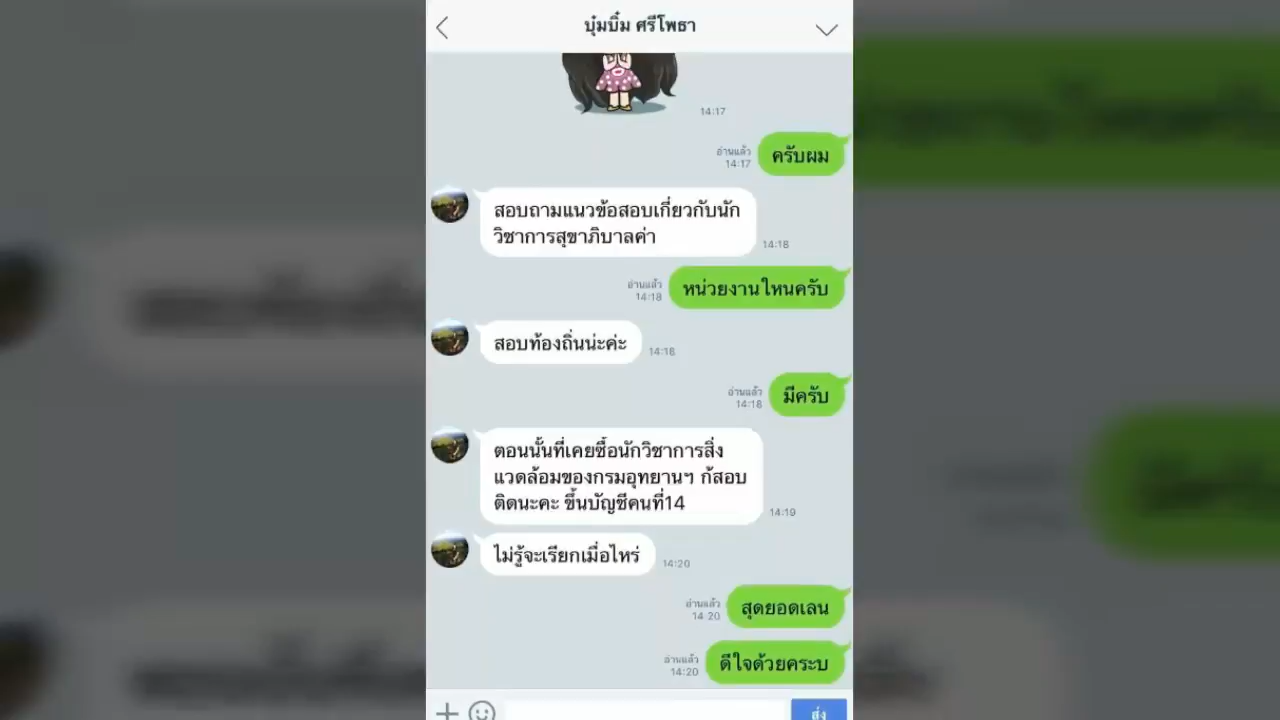 บุ๋มบิ๋ม ศรีโพธา
14:17
อ่านแล้ว
14:17
ครับผม
สอบถามแนวข้อสอบเกี่ยวกับนัก
วิชาการสุขาภิบาลค่า
14:18
อ่านแล้ว
14:18
หน่วยงานไหนครับ
สอบท้องถิ่นน่ะค่ะ
14:18
อ่านแล้ว
14:18
มีครับ
ตอนนั้นที่เคยซื้อนักวิชาการสิ่ง
แวดล้อมของกรมอุทยานฯ ก้สอบ
ติดนะคะ ขึ้นบัญชีคนที่14
14:19
ไม่รู้จะเรียกเมื่อไหร่
14:20
อ่านแล้ว
14:20
สุดยอดเลน
อ่านแล้ว
14:20
ดีใจด้วยคระบ
ส่ง